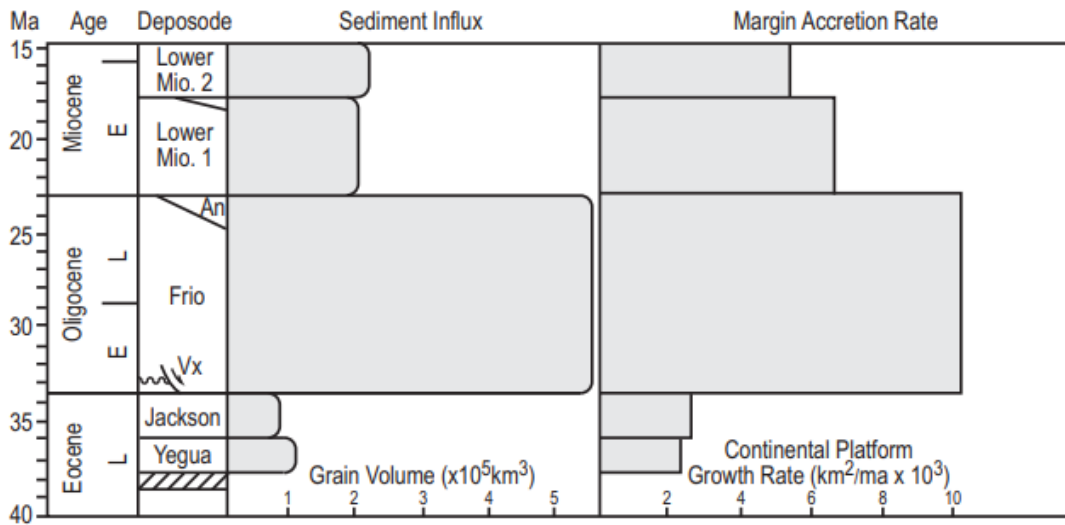 Ma Age Deposode Sediment Influx Margin Accretion Rate
15
20
25
30
35
40
Miocene
E
Oligocene
L
E
Eocene
L
Lower
Mio. 2
Lower
Mio. 1
An
Frio
Vx
Jackson
Yegua
Grain Volume (x10⁵km³)
1 2 3 4 5
Continental Platform
Growth Rate (km²/ma x 10³)
2 4 6 8 10